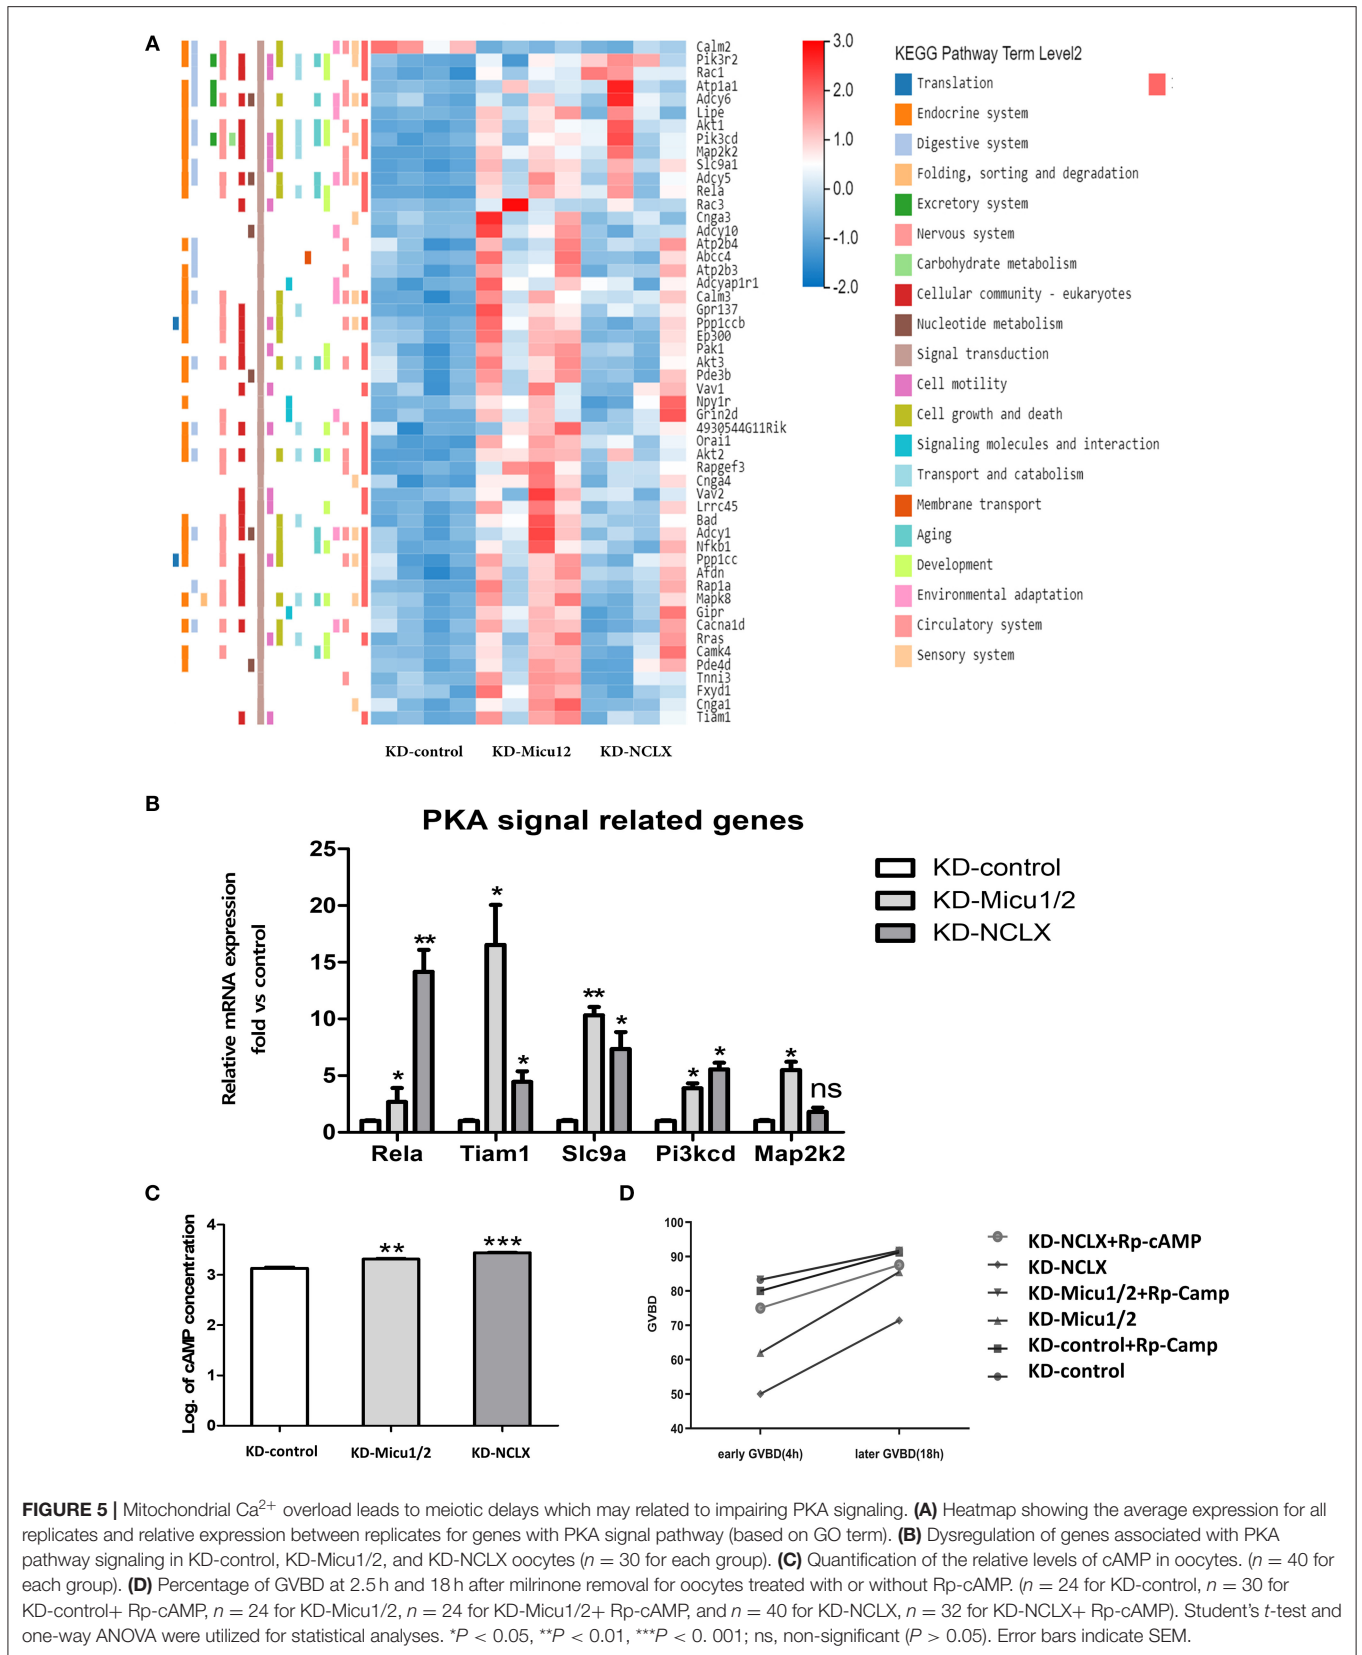 A
Calm2
Pik3r2
Rac1
Atp1a1
Adcy6
Lipe
Akt1
Pik3cd
Map2k2
Slc9a1
Adcy5
Rela
Rac3
Cnga3
Adcy10
Atp2b4
Abcc4
Atp2b3
Adcyap1r1
Calm3
Gpr137
Ppp1ccb
Ep300
Pak1
Akt3
Pde3b
Vav1
Npy1r
Grin2d
4930544G11Rik
Orai1
Akt2
Rapgef3
Cnga4
Vav2
Lrrc45
Bad
Adcy1
Nfkb1
Ppp1cc
Afdn
Rap1a
Mapk8
Gipr
Cacna1d
Rras
Camk4
Pde4d
Tnni3
Fxyd1
Cnga1
Tiam1
3.0
2.0
1.0
0.0
-1.0
-2.0
KEGG Pathway Term Level2
Translation
:
Endocrine system
Digestive system
Folding, sorting and degradation
Excretory system
Nervous system
Carbohydrate metabolism
Cellular community - eukaryotes
Nucleotide metabolism
Signal transduction
Cell motility
Cell growth and death
Signaling molecules and interaction
Transport and catabolism
Membrane transport
Aging
Development
Environmental adaptation
Circulatory system
Sensory system
KD-control KD-Micu12 KD-NCLX
B
PKA signal related genes
Relative mRNA expression
fold vs control
25
20
15
10
5
0
* ** * * ** * * * * ns
Rela Tiam1 Slc9a Pi3kcd Map2k2
KD-control
KD-Micu1/2
KD-NCLX
C
Log. of cAMP concentration
4
3
2
1
0
** ***
KD-control KD-Micu1/2 KD-NCLX
D
GVBD
100
90
80
70
60
50
40
early GVBD(4h) later GVBD(18h)
KD-NCLX+Rp-cAMP
KD-NCLX
KD-Micu1/2+Rp-Camp
KD-Micu1/2
KD-control+Rp-Camp
KD-control
FIGURE 5 | Mitochondrial Ca2+ overload leads to meiotic delays which may related to impairing PKA signaling. (A) Heatmap showing the average expression for all
replicates and relative expression between replicates for genes with PKA signal pathway (based on GO term). (B) Dysregulation of genes associated with PKA
pathway signaling in KD-control, KD-Micu1/2, and KD-NCLX oocytes (n = 30 for each group). (C) Quantification of the relative levels of cAMP in oocytes. (n = 40 for
each group). (D) Percentage of GVBD at 2.5 h and 18 h after milrinone removal for oocytes treated with or without Rp-cAMP. (n = 24 for KD-control, n = 30 for
KD-control+ Rp-cAMP, n = 24 for KD-Micu1/2, n = 24 for KD-Micu1/2+ Rp-cAMP, and n = 40 for KD-NCLX, n = 32 for KD-NCLX+ Rp-cAMP). Student's t-test and
one-way ANOVA were utilized for statistical analyses. *P < 0.05, **P < 0.01, ***P < 0. 001; ns, non-significant (P > 0.05). Error bars indicate SEM.